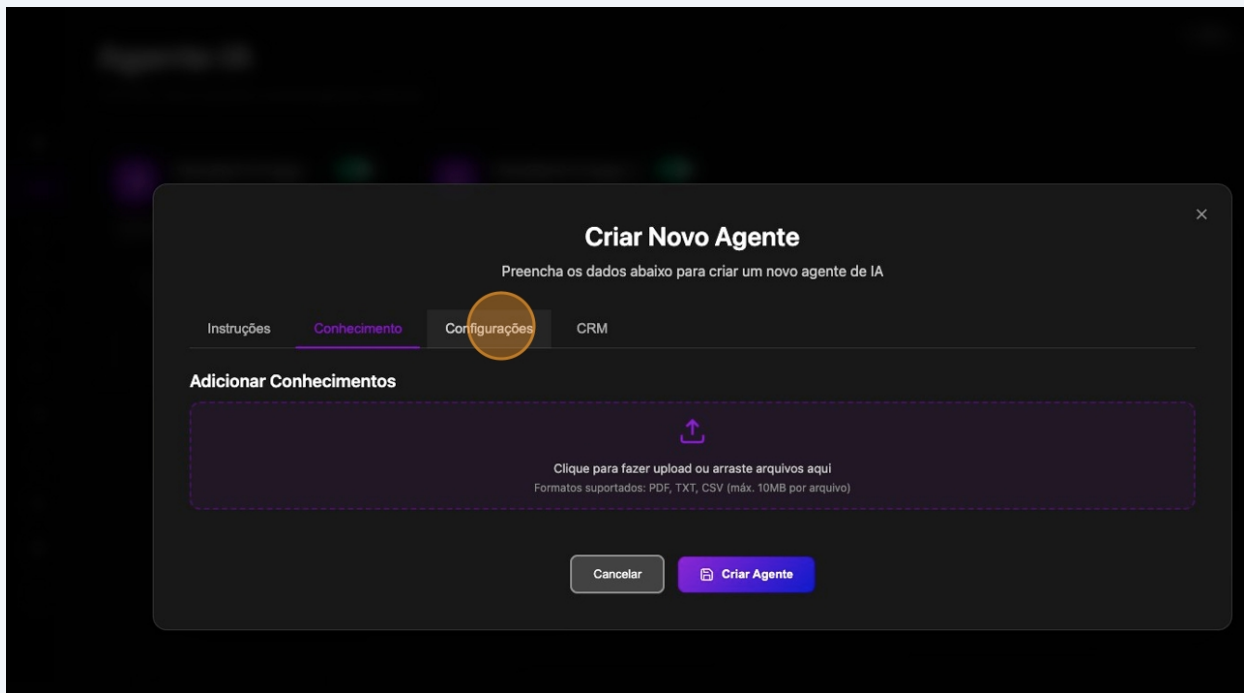 Agente IA
Criar Novo Agente
Preencha os dados abaixo para criar um novo agente de IA
Instruções Conhecimento Configurações CRM
Adicionar Conhecimentos
Clique para fazer upload ou arraste arquivos aqui
Formatos suportados: PDF, TXT, CSV (máx. 10MB por arquivo)
Cancelar Criar Agente